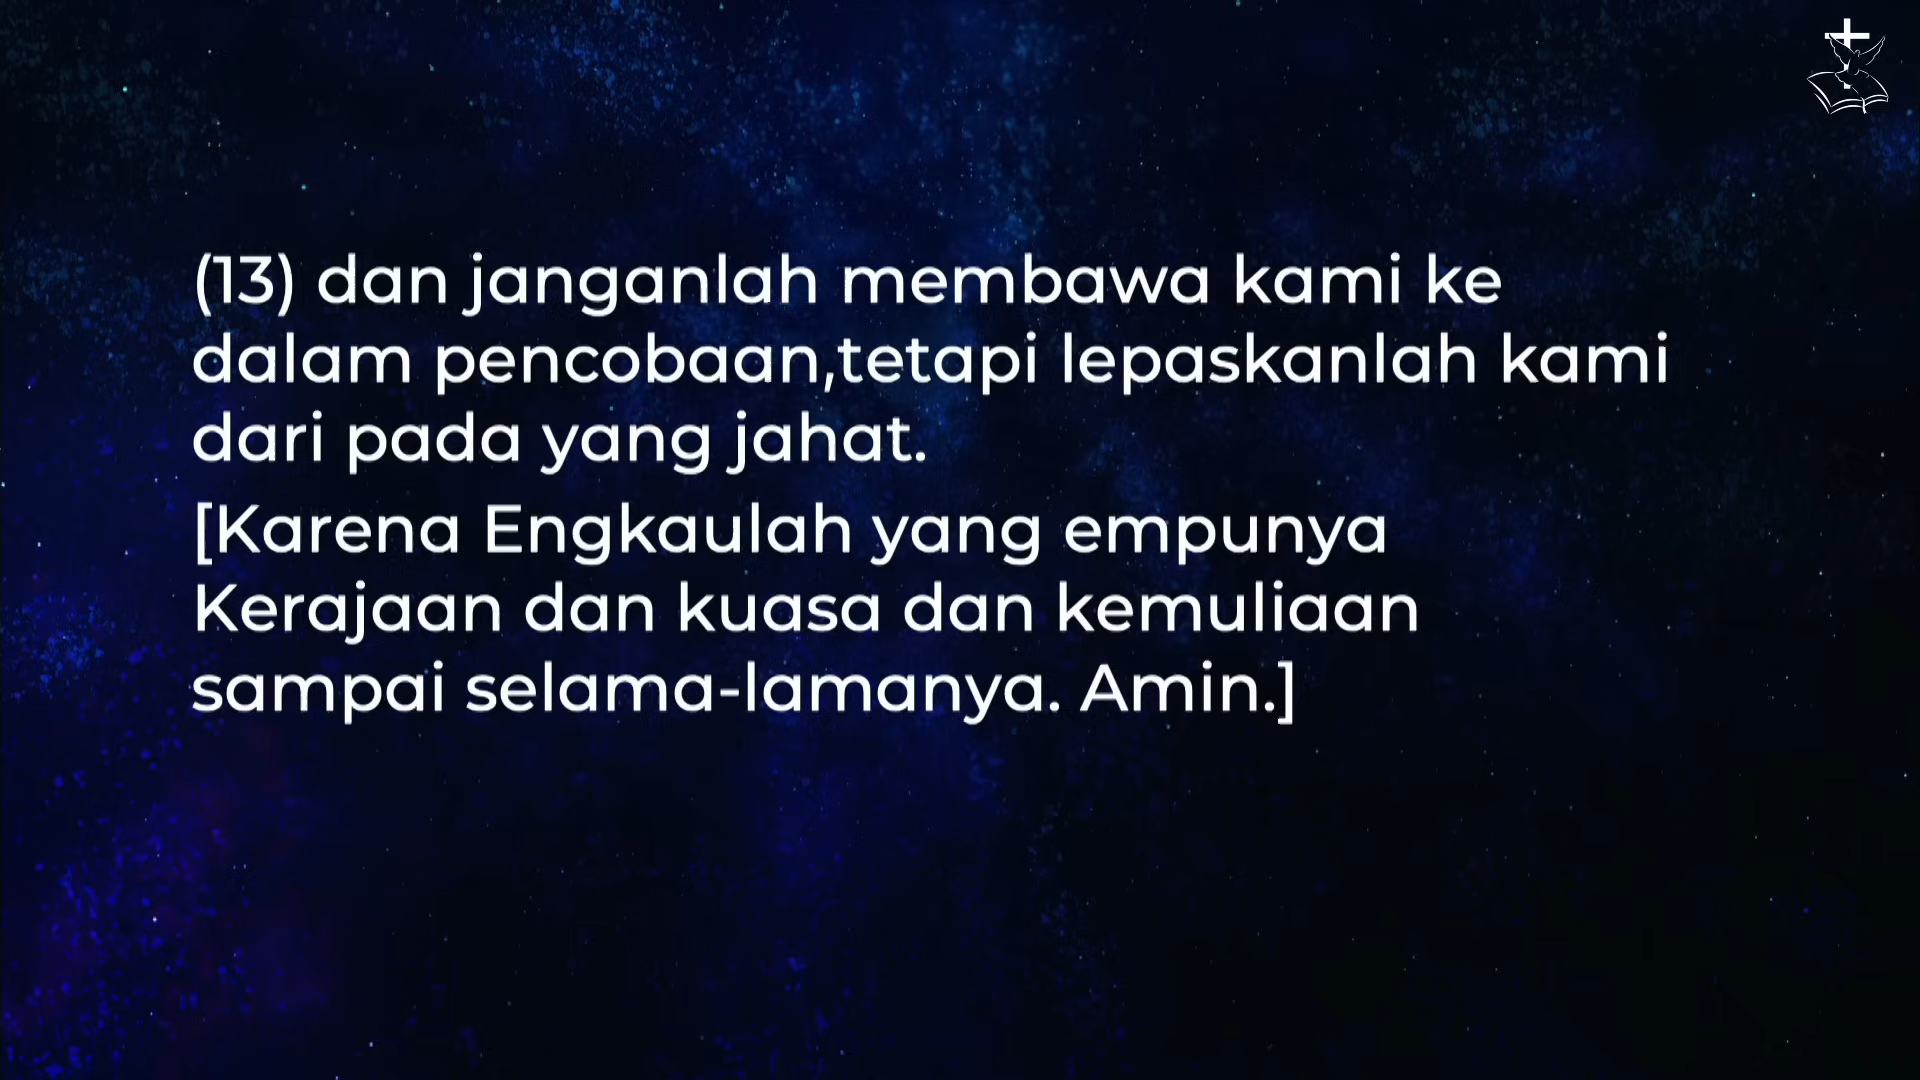 (13) dan janganlah membawa kami ke
dalam pencobaan,tetapi lepaskanlah kami
dari pada yang jahat.
[Karena Engkaulah yang empunya
Kerajaan dan kuasa dan kemuliaan
sampai selama-lamanya. Amin.]